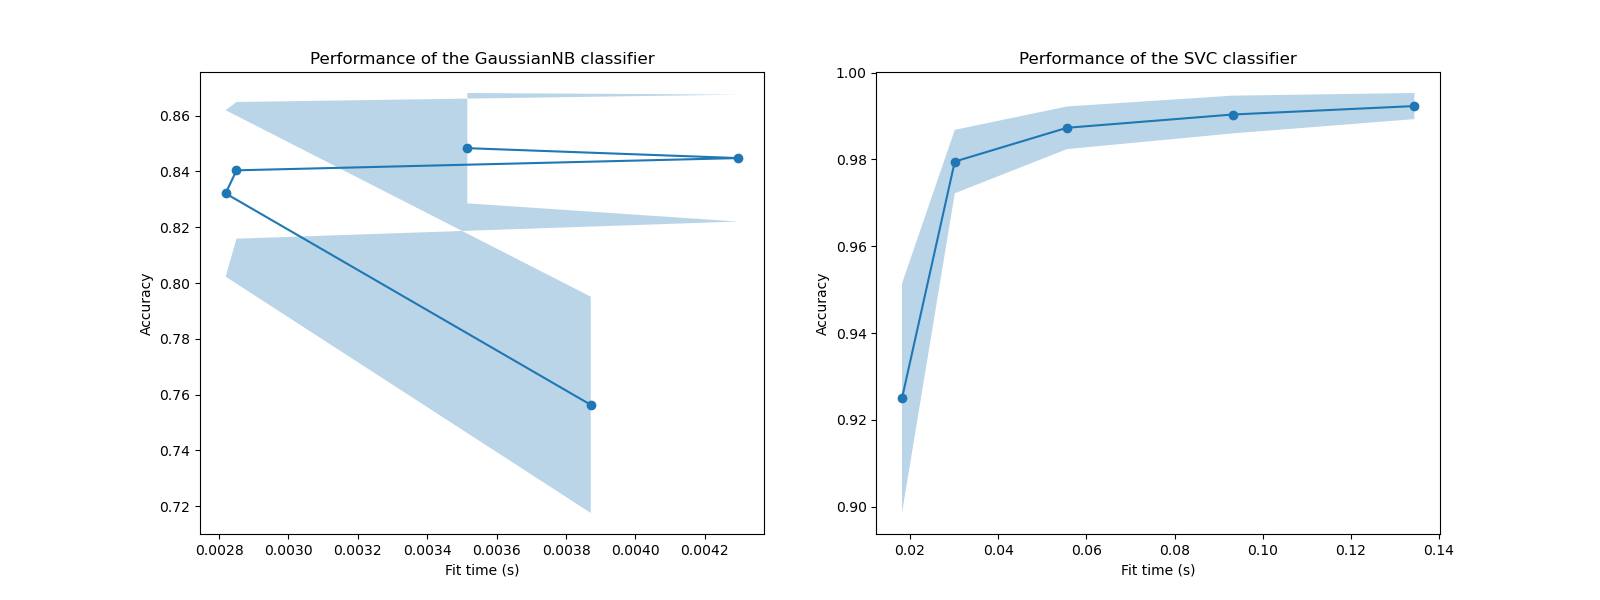 Performance of the GaussianNB classifier
0.86
0.84
0.82
0.80
0.78
0.76
0.74
0.72
Accuracy
0.0028 0.0030 0.0032 0.0034 0.0036 0.0038 0.0040 0.0042
Fit time (s)
Performance of the SVC classifier
1.00
0.98
0.96
0.94
0.92
0.90
Accuracy
0.02 0.04 0.06 0.08 0.10 0.12 0.14
Fit time (s)